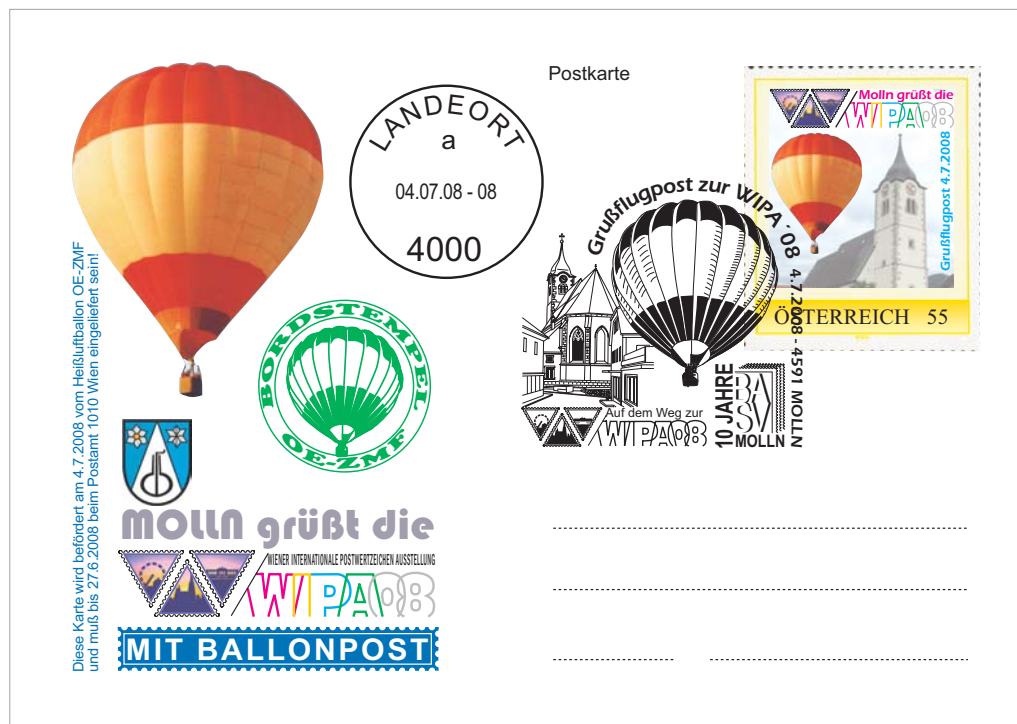 Postkarte
LANDEORT
a
04.07.08 - 08
4000
Molln grüßt die
WIPA08
Grußflugpost 4.7.2008
ÖSTERREICH 55
Grußflugpost zur WIPA ´08 4.7.2008 - 4591 MOLLN
Auf dem Weg zur
WIPA08
10 JAHRE
BASV
MOLLN
BORDSTEMPEL
OE-ZMF
Diese Karte wird befördert am 4.7.2008 vom Heißluftballon OE-ZMF
und muß bis 27.6.2008 beim Postamt 1010 Wien eingeliefert sein!
MOLLN grüßt die
WIENER INTERNATIONALE POSTWERTZEICHEN AUSSTELLUNG
WIPA08
MIT BALLONPOST